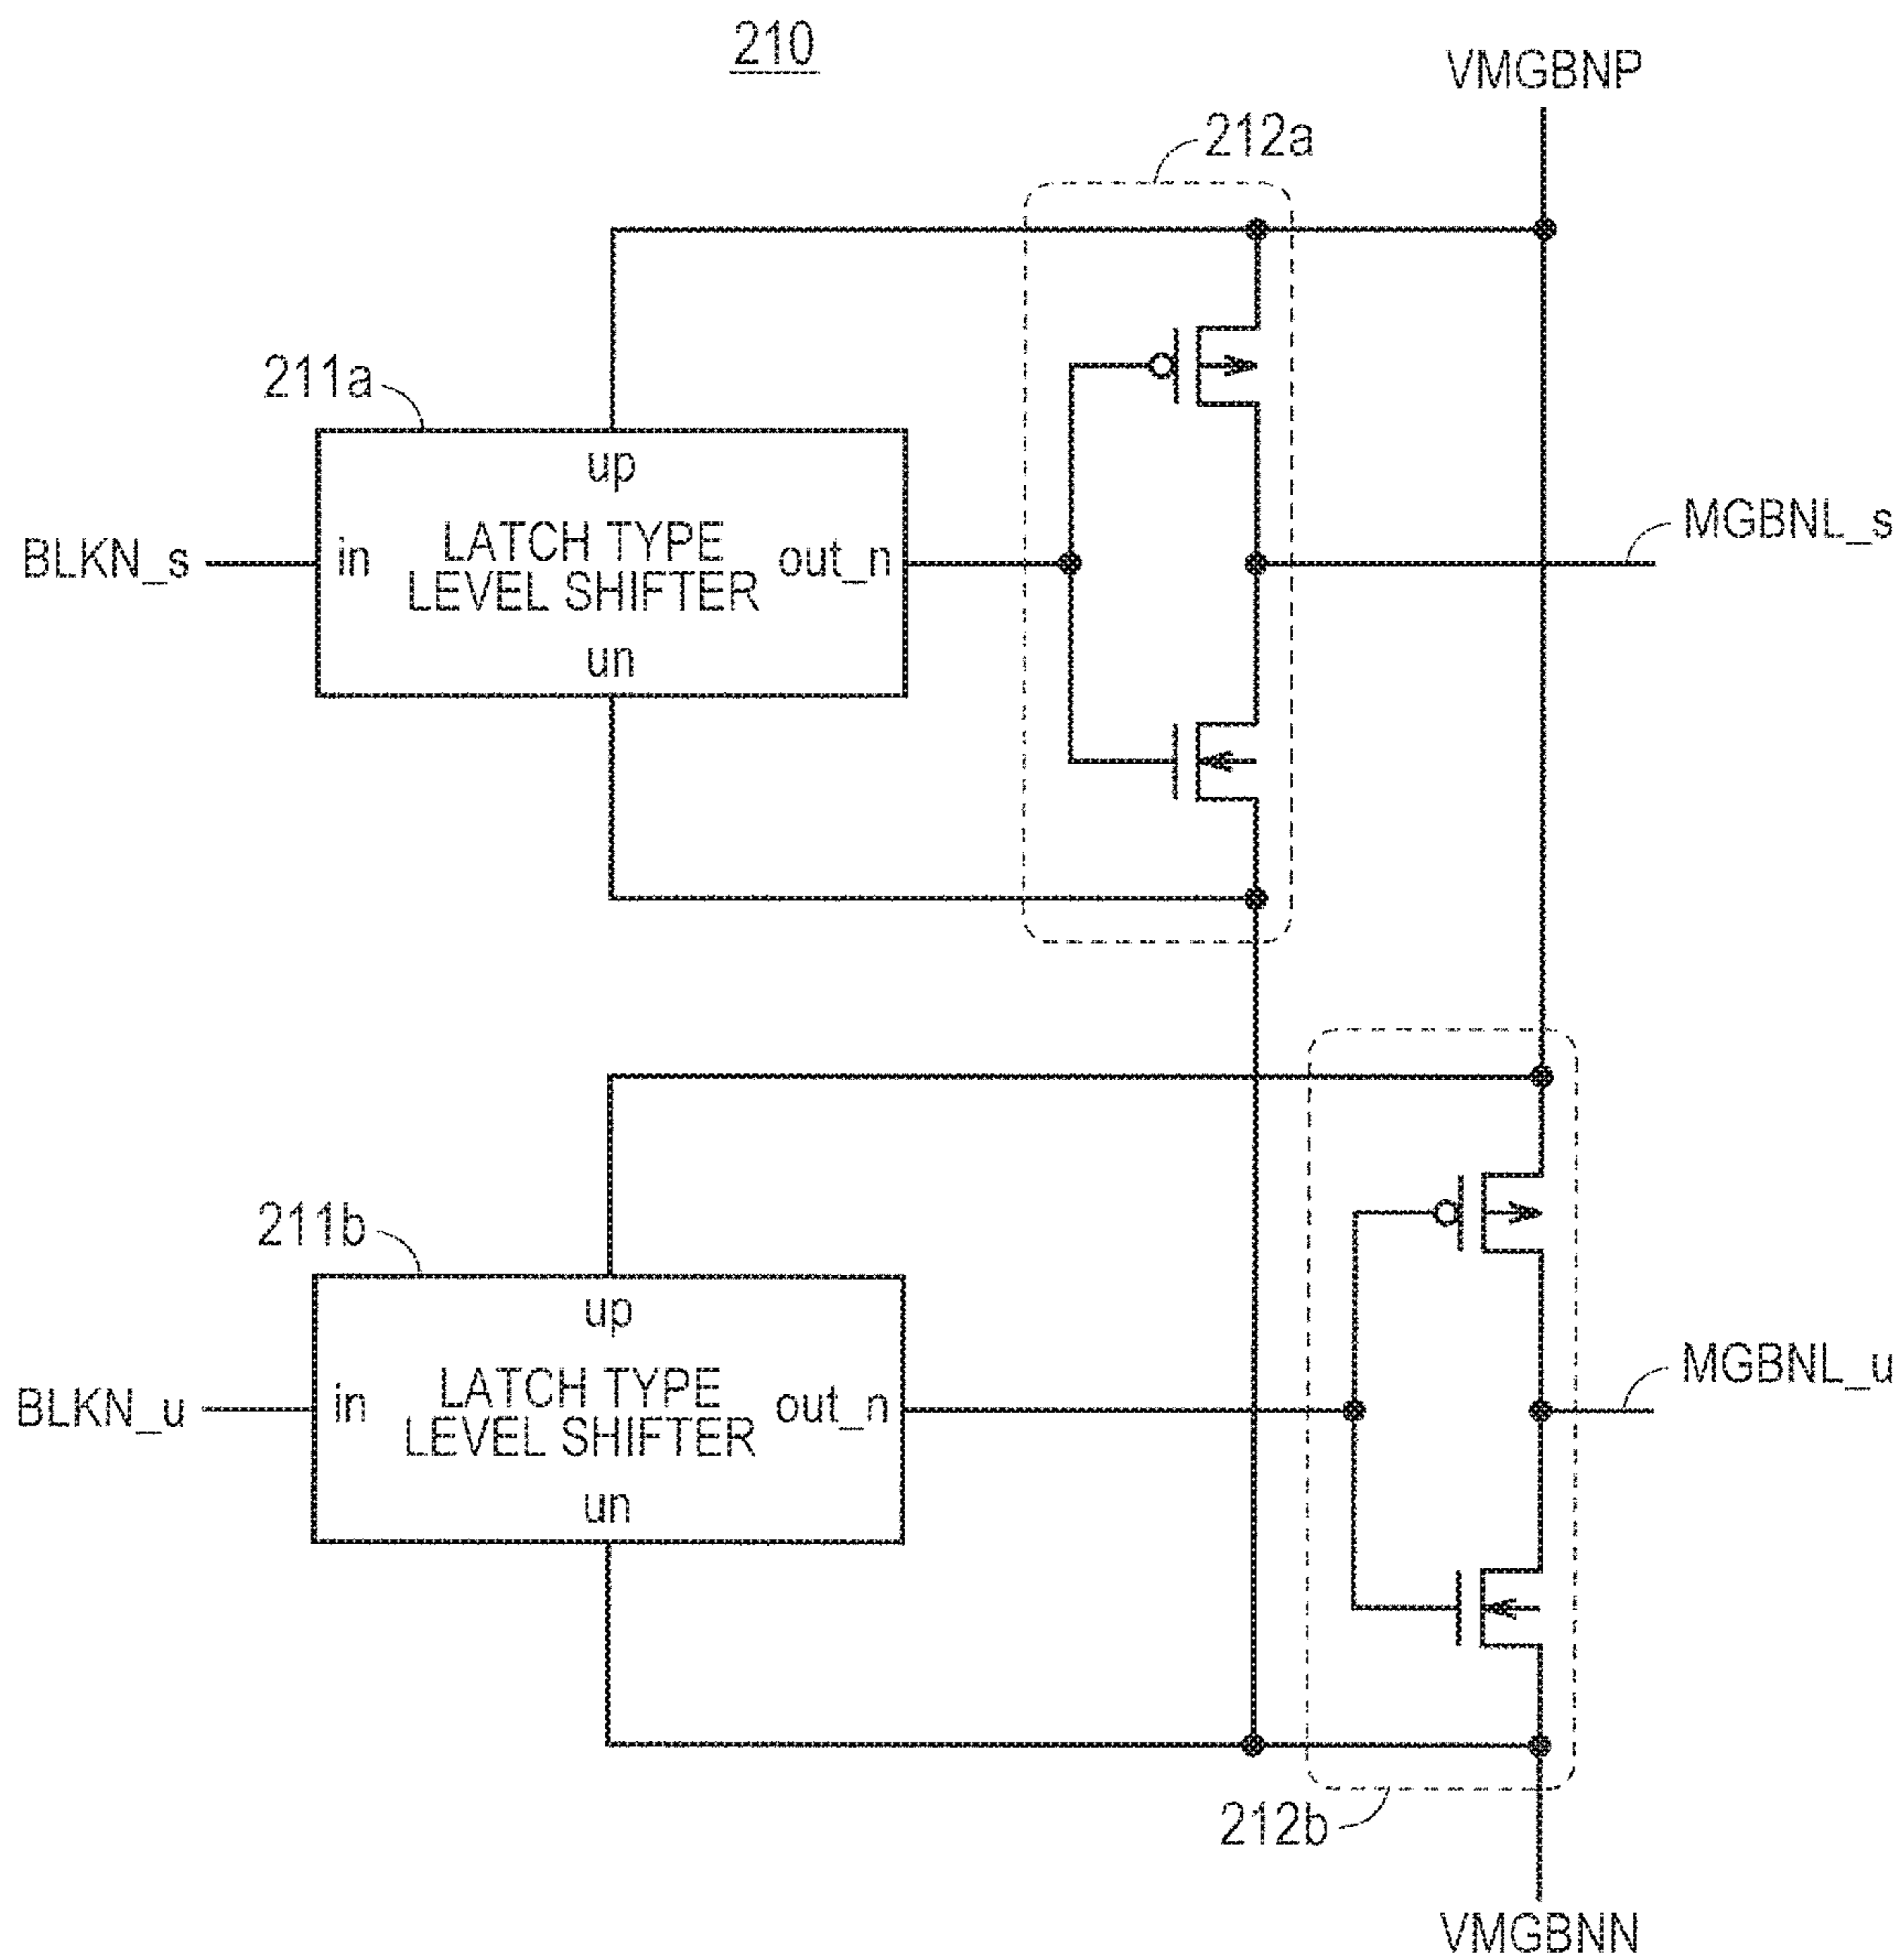 210
VMGBNP
212a
211a
up
in
LATCH TYPE
LEVEL SHIFTER
out_n
un
BLKN_s
MGBNL_s
211b
up
in
LATCH TYPE
LEVEL SHIFTER
out_n
un
BLKN_u
MGBNL_u
212b
VMGBNN